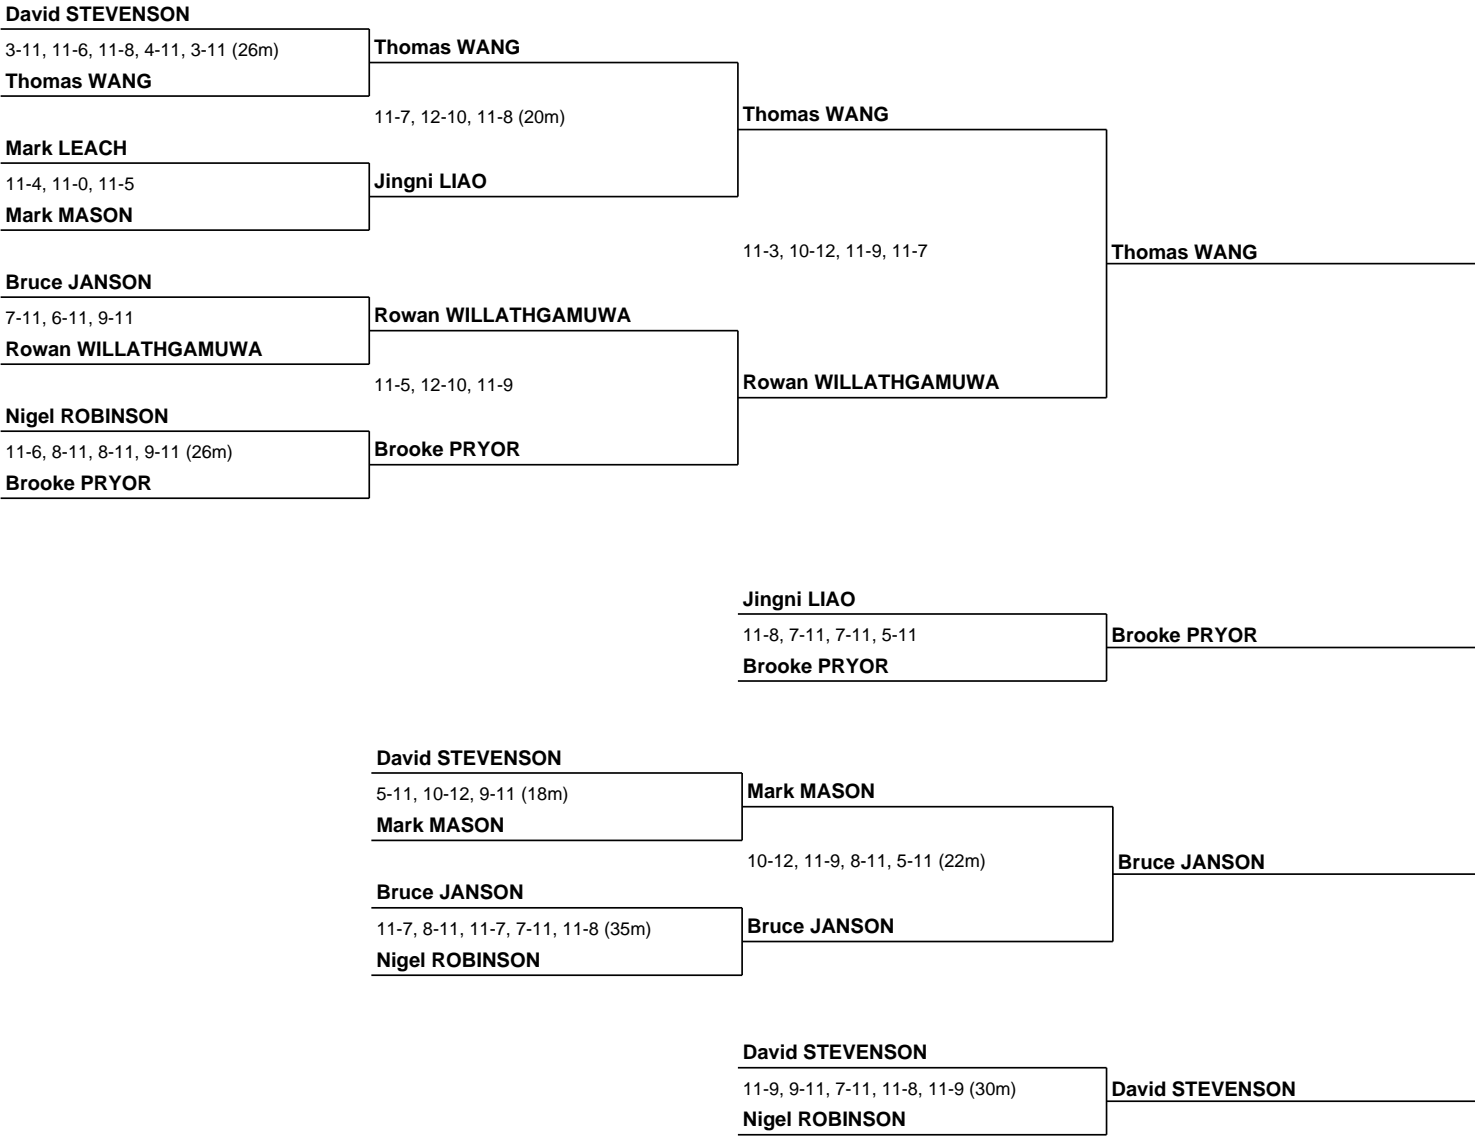 David STEVENSON
3-11, 11-6, 11-8, 4-11, 3-11 (26m)
Thomas WANG
Thomas WANG
11-7, 12-10, 11-8 (20m)
Thomas WANG
Mark LEACH
11-4, 11-0, 11-5
Mark MASON
Jingni LIAO
11-3, 10-12, 11-9, 11-7
Thomas WANG
Bruce JANSON
7-11, 6-11, 9-11
Rowan WILLATHGAMUWA
Rowan WILLATHGAMUWA
11-5, 12-10, 11-9
Rowan WILLATHGAMUWA
Nigel ROBINSON
11-6, 8-11, 8-11, 9-11 (26m)
Brooke PRYOR
Brooke PRYOR
Jingni LIAO
11-8, 7-11, 7-11, 5-11
Brooke PRYOR
Brooke PRYOR
David STEVENSON
5-11, 10-12, 9-11 (18m)
Mark MASON
Mark MASON
10-12, 11-9, 8-11, 5-11 (22m)
Bruce JANSON
Bruce JANSON
11-7, 8-11, 11-7, 7-11, 11-8 (35m)
Nigel ROBINSON
Bruce JANSON
David STEVENSON
11-9, 9-11, 7-11, 11-8, 11-9 (30m)
Nigel ROBINSON
David STEVENSON